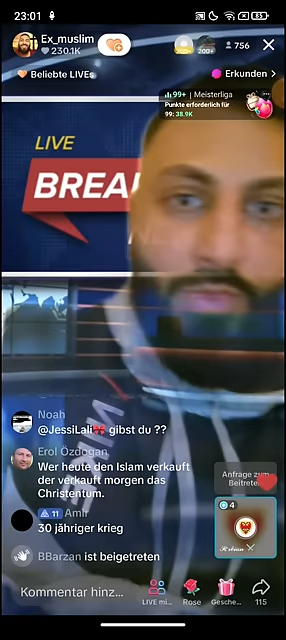 23:01
85
Ex_muslim
230.1K
200+
756
Beliebte LIVEs
Erkunden >
99+ | Meisterliga
Punkte erforderlich für
99: 38.9K
LIVE
BREA
Noah
@JessiLali gibst du ??
Erol Özdogan
Wer heute den Islam verkauft
der verkauft morgen das
Christentum.
11 Amir
30 jähriger krieg
BBarzan ist beigetreten
Anfrage zum
Beitreten
4
Kommentar hinz...
LIVE mi...
Rose
Gesche...
115